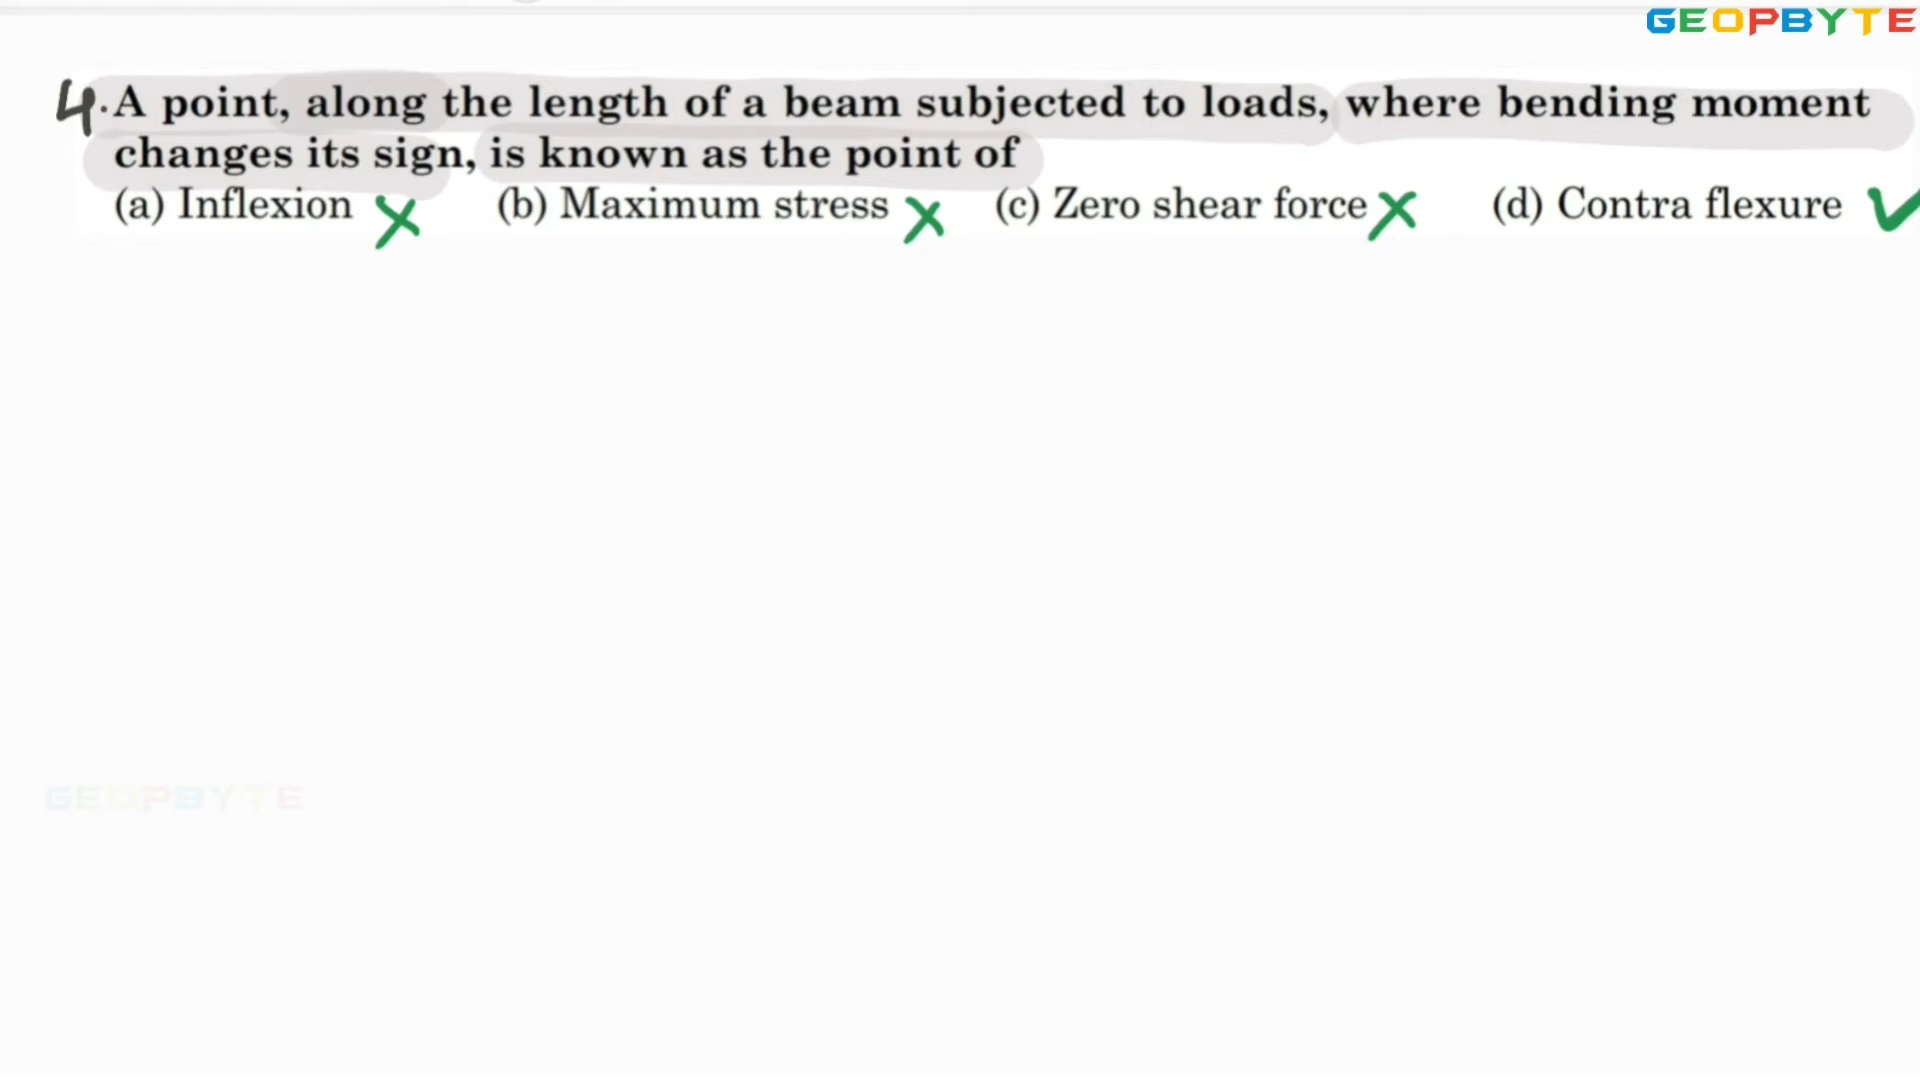 GEOPBYTE
4. A point, along the length of a beam subjected to loads, where bending moment
changes its sign, is known as the point of
(a) Inflexion (b) Maximum stress (c) Zero shear force (d) Contra flexure
GEOPBYTE